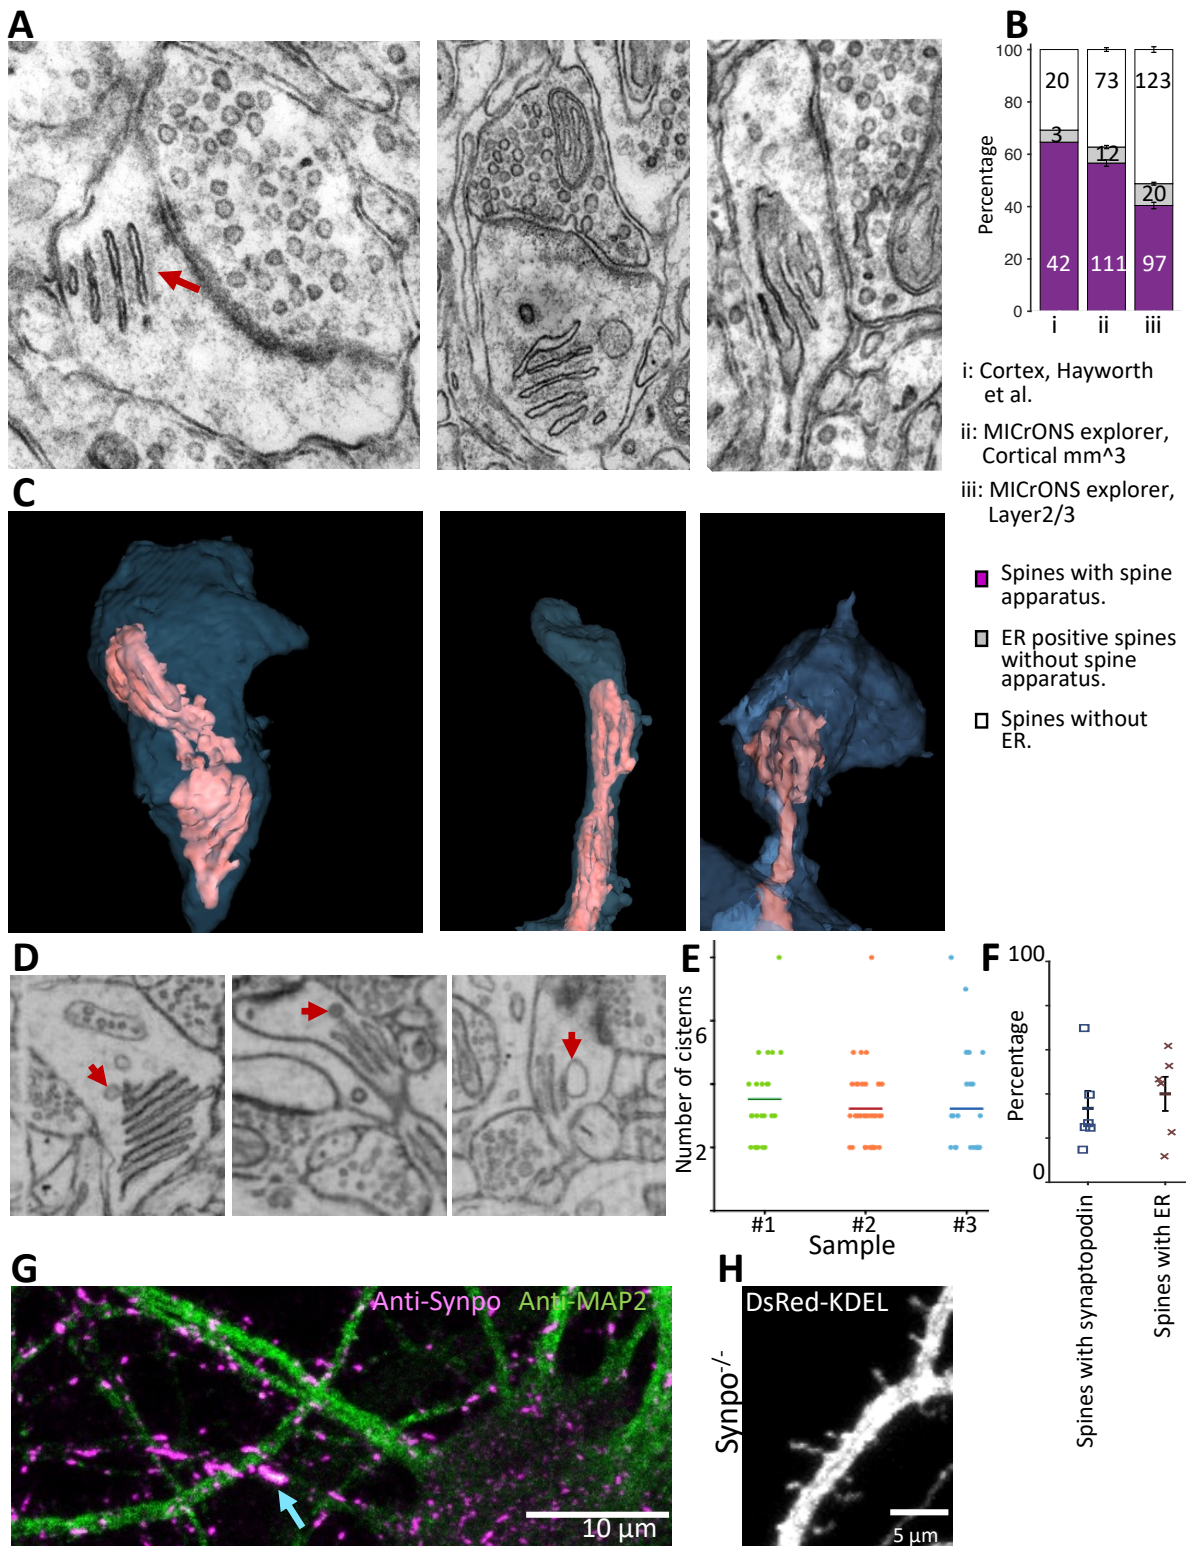 A
B
100
80
60
40
20
0
Percentage
20
73
123
3
12
20
42
111
97
i
ii
iii
i: Cortex, Hayworth
et al.
ii: MICrONS explorer,
Cortical mm^3
iii: MICrONS explorer,
Layer2/3
Spines with spine
apparatus.
ER positive spines
without spine
apparatus.
Spines without
ER.
C
D
E
Number of cisterns
6
2
#1
#2
#3
Sample
F
100
0
Percentage
Spines with synaptopodin
Spines with ER
G
Anti-Synpo Anti-MAP2
10 µm
H
DsRed-KDEL
Synpo-/-
5 µm